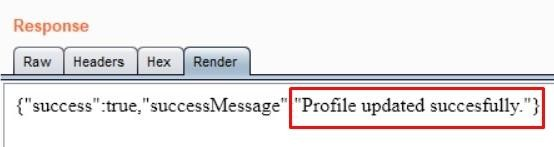 Response
Raw Headers Hex Render
{"success":true,"successMessage" "Profile updated succesfully."}